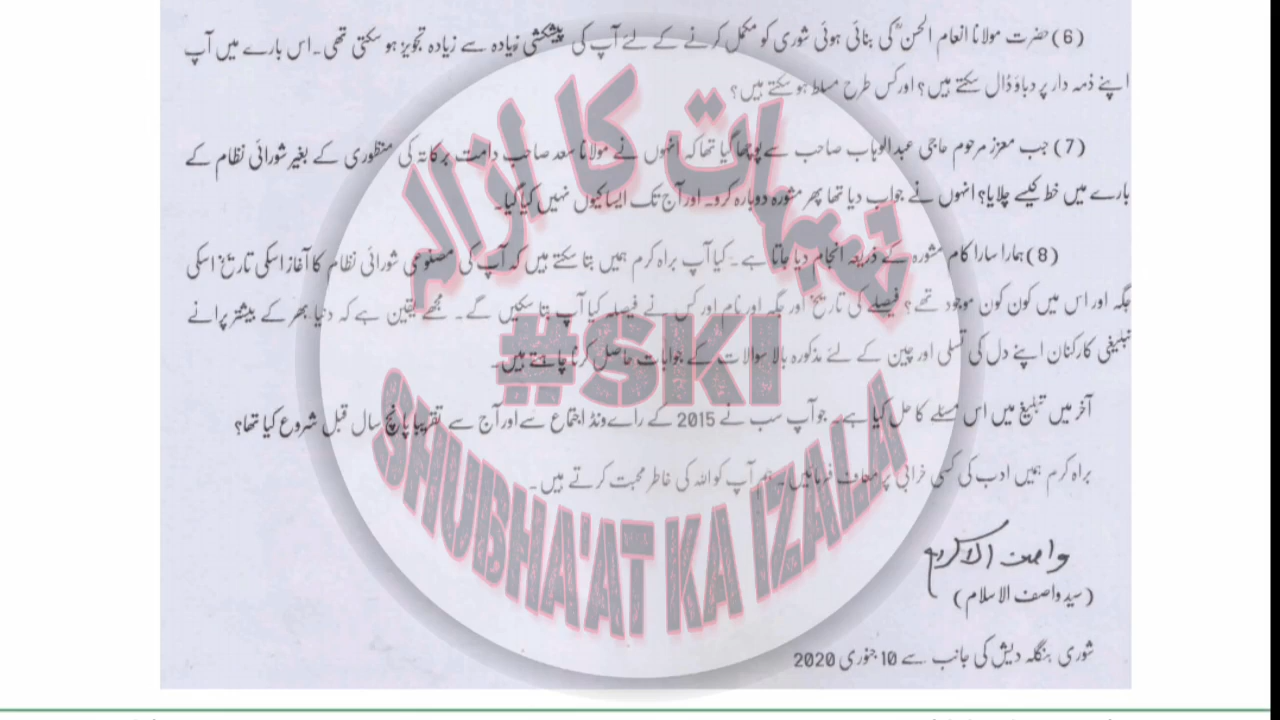 (6) حضرت مولانا انعام الحسنؒ کی بنائی ہوئی شوری کو مکمل کرنے کے لئے آپ کی پیشکشی زیادہ سے زیادہ تجویز ہو سکتی تھی۔ اس بارے میں آپ
اپنے ذمہ دار پر دباؤ ڈال سکتے ہیں؟ اور کس طرح مسلط ہو سکتے ہیں؟
(7) جب معزز مرحوم حاجی عبدالوہاب صاحب سے پوچھا گیا تھا کہ انھوں نے مولانا سعد صاحب دامت برکاتہ کی منظوری کے بغیر شورائی نظام کے
بارے میں خط کیسے چلایا؟ انہوں نے جواب دیا تھا پھر مشورہ دوبارہ کرو۔ اور آج تک ایسا کیوں نہیں کیا گیا۔
(8) ہمارا سارا کام مشورہ کے ذریعہ انجام دیا جاتا ہے۔ کیا آپ براہ کرم ہمیں بتا سکتے ہیں کہ آپ کی مصنوعی شورائی نظام کا آغاز اسکی تاریخ اسکی
جگہ اور اس میں کون کون موجود تھے؟ فیصلے کی تاریخ اور جگہ اور نام اور کس نے فیصلہ کیا آپ بتا سکیں گے۔ مجھے یقین ہے کہ دنیا بھر کے بیشتر پرانے
تبلیغی کارکنان اپنے دل کی تسلی اور چین کے لئے مذکورہ بالا سوالات کے جوابات حاصل کرنا چاہتے ہیں۔
آخر میں تبلیغ میں اس مسئلے کا حل کیا ہے۔ جو آپ سب نے 2015 کے رائے ونڈ اجتماع سے اور آج سے تقریبا پانچ سال قبل شروع کیا تھا؟
براہ کرم ہمیں ادب کی کسی خرابی پر معاف فرمائیں۔ ہم آپ کو اللہ کی خاطر محبت کرتے ہیں۔
واصف الاسلام
(سید واصف الاسلام)
شوری بنگلہ دیش کی جانب سے 10 جنوری 2020
شبہات کا ازالہ
#SKI
SHUBHA'AT KA IZALA